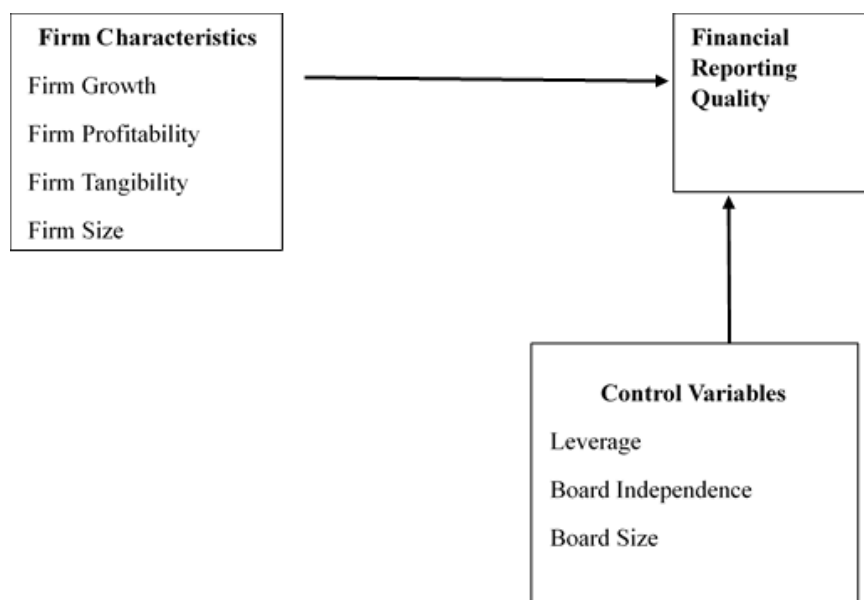 Firm Characteristics
Firm Growth
Firm Profitability
Firm Tangibility
Firm Size
Financial
Reporting
Quality
Control Variables
Leverage
Board Independence
Board Size